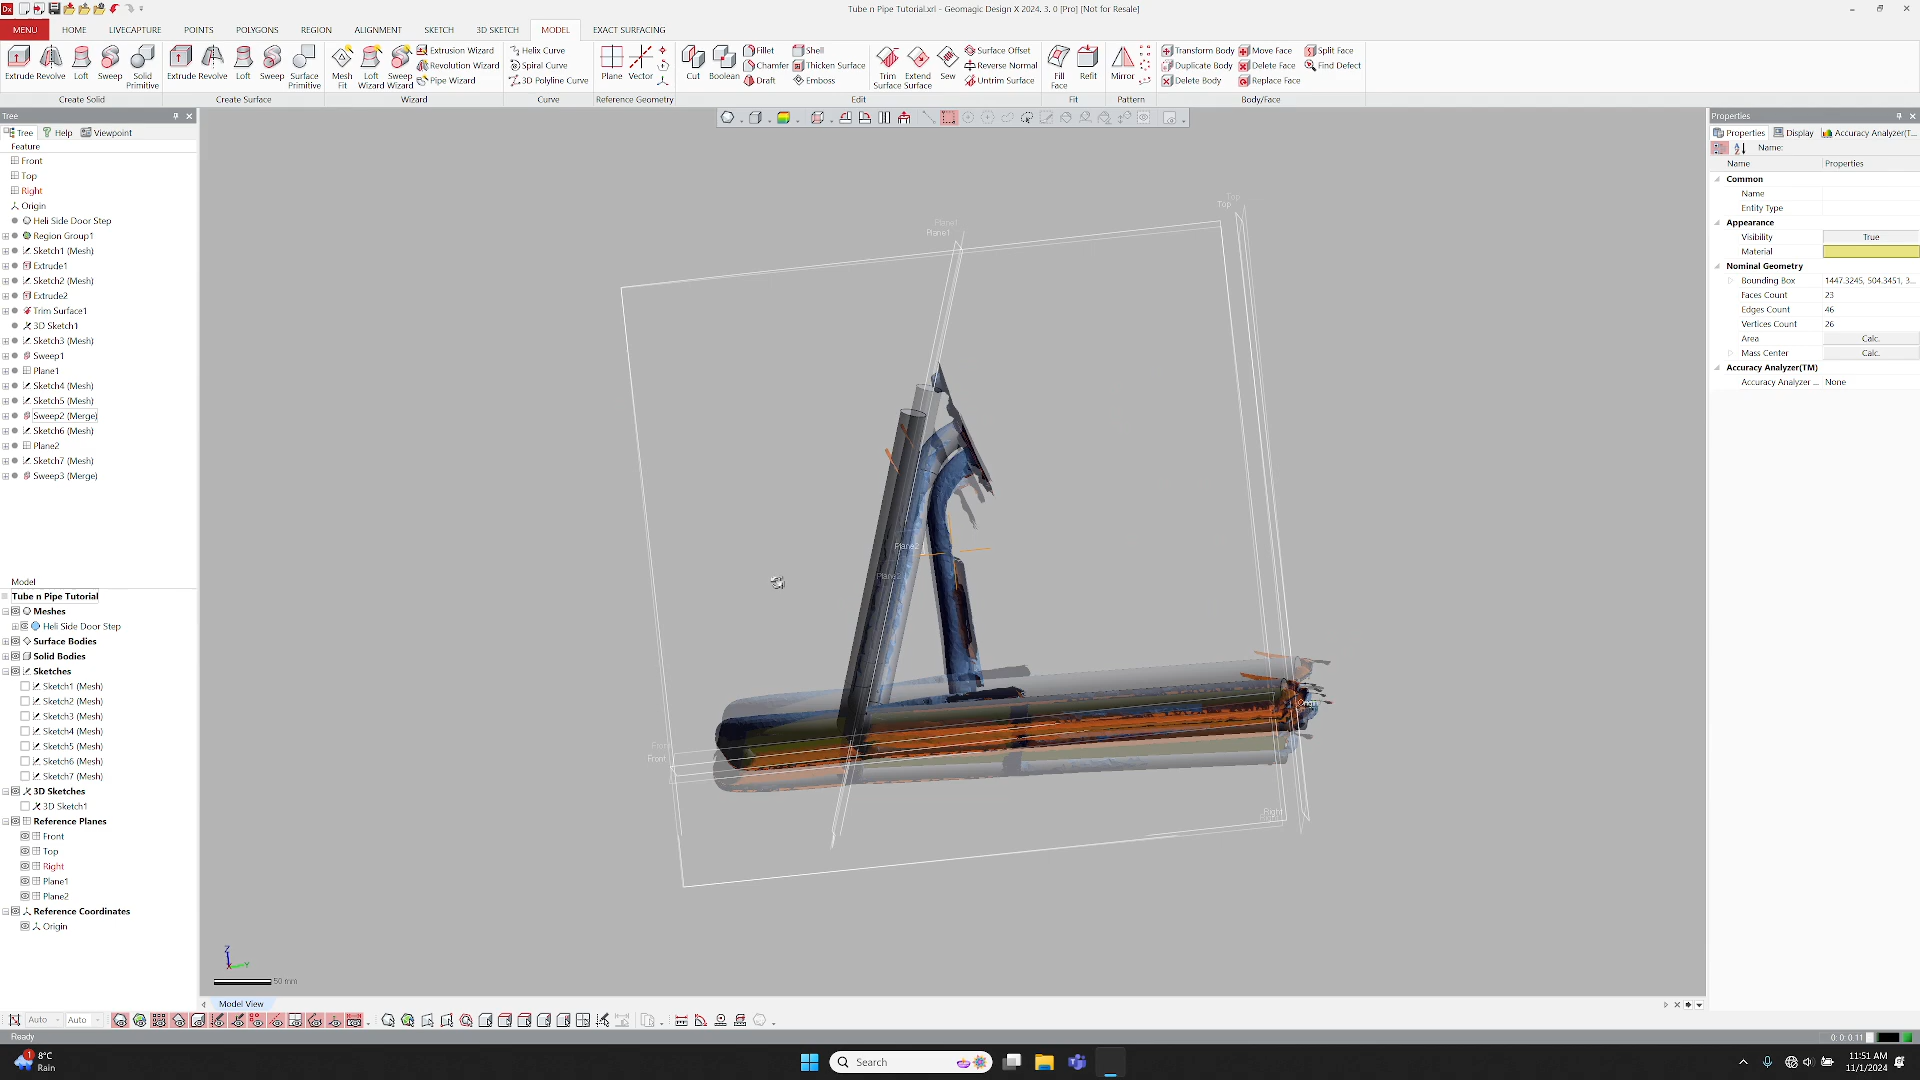 Tube n Pipe Tutorial.xrl - Geomagic Design X 2024. 3. 0 [Pro] [Not for Resale]
MENU HOME LIVECAPTURE POINTS POLYGONS REGION ALIGNMENT SKETCH 3D SKETCH MODEL EXACT SURFACING
Extrude Revolve Loft Sweep Solid Primitive
Create Solid
Extrude Revolve Loft Sweep Surface Primitive
Create Surface
Mesh Fit Loft Wizard Sweep Wizard Extrusion Wizard Revolution Wizard Pipe Wizard
Wizard
Helix Curve
Spiral Curve
3D Polyline Curve
Curve
Plane Vector
Reference Geometry
Cut Boolean Fillet Chamfer Draft Shell Thicken Surface Emboss
Trim Surface Extend Surface Sew Surface Offset Reverse Normal Untrim Surface
Edit
Fill Face Refit
Fit
Mirror
Pattern
Transform Body Move Face Split Face
Duplicate Body Delete Face Find Defect
Delete Body Replace Face
Body/Face
Tree
Tree Help Viewpoint
Feature
Front
Top
Right
Origin
Heli Side Door Step
Region Group1
Sketch1 (Mesh)
Extrude1
Sketch2 (Mesh)
Extrude2
Trim Surface1
3D Sketch1
Sketch3 (Mesh)
Sweep1
Plane1
Sketch4 (Mesh)
Sketch5 (Mesh)
Sweep2 (Merge)
Sketch6 (Mesh)
Plane2
Sketch7 (Mesh)
Sweep3 (Merge)
Model
Tube n Pipe Tutorial
Meshes
Heli Side Door Step
Surface Bodies
Solid Bodies
Sketches
Sketch1 (Mesh)
Sketch2 (Mesh)
Sketch3 (Mesh)
Sketch4 (Mesh)
Sketch5 (Mesh)
Sketch6 (Mesh)
Sketch7 (Mesh)
3D Sketches
3D Sketch1
Reference Planes
Front
Top
Right
Plane1
Plane2
Reference Coordinates
Origin
Top
Top
Plane1
Plane1
Plane2
Plane2
Front
Front
Right
Origin
Z
Y
X
50 mm
Model View
Properties
Properties Display Accuracy Analyzer(T...
Name:
Name Properties
Common
Name
Entity Type
Appearance
Visibility True
Material
Nominal Geometry
Bounding Box 1447.3245, 504.3451, 3...
Faces Count 23
Edges Count 46
Vertices Count 26
Area Calc.
Mass Center Calc.
Accuracy Analyzer(TM)
Accuracy Analyzer ... None
Auto Auto
Ready
0: 0: 0.11
1
8°C
Rain
Search
11:51 AM
11/1/2024